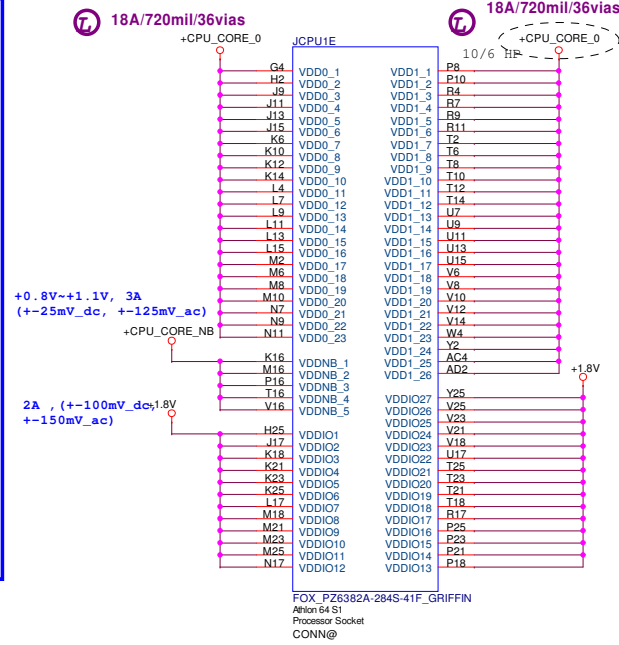 18A/720mil/36vias
18A/720mil/36vias
+CPU_CORE_0
JCPU1E
+CPU_CORE_0
10/6 HP
G4 VDD0_1 VDD1_1 P8
H2 VDD0_2 VDD1_2 P10
J9 VDD0_3 VDD1_3 R4
J11 VDD0_4 VDD1_4 R7
J13 VDD0_5 VDD1_5 R9
J15 VDD0_6 VDD1_6 R11
K6 VDD0_7 VDD1_7 T2
K10 VDD0_8 VDD1_8 T6
K12 VDD0_9 VDD1_9 T8
K14 VDD0_10 VDD1_10 T10
L4 VDD0_11 VDD1_11 T12
L7 VDD0_12 VDD1_12 T14
L9 VDD0_13 VDD1_13 U7
L11 VDD0_14 VDD1_14 U9
L13 VDD0_15 VDD1_15 U11
L15 VDD0_16 VDD1_16 U13
M2 VDD0_17 VDD1_17 U15
M6 VDD0_18 VDD1_18 V6
M8 VDD0_19 VDD1_19 V8
M10 VDD0_20 VDD1_20 V10
N7 VDD0_21 VDD1_21 V12
N9 VDD0_22 VDD1_22 V14
N11 VDD0_23 VDD1_23 W4
VDD1_24 Y2
VDD1_25 AC4
VDD1_26 AD2
+0.8V~+1.1V, 3A
(+-25mV_dc, +-125mV_ac)
+CPU_CORE_NB
K16 VDDNB_1
M16 VDDNB_2
P16 VDDNB_3
T16 VDDNB_4
V16 VDDNB_5
+1.8V
2A ,(+-100mV_dc,
+-150mV_ac)
+1.8V
Y25 VDDIO27
V25 VDDIO26
V23 VDDIO25
H25 VDDIO1 VDDIO24 V21
J17 VDDIO2 VDDIO23 V18
K18 VDDIO3 VDDIO22 U17
K21 VDDIO4 VDDIO21 T25
K23 VDDIO5 VDDIO20 T23
K25 VDDIO6 VDDIO19 T21
L17 VDDIO7 VDDIO18 T18
M18 VDDIO8 VDDIO17 R17
M21 VDDIO9 VDDIO16 P25
M23 VDDIO10 VDDIO15 P23
M25 VDDIO11 VDDIO14 P21
N17 VDDIO12 VDDIO13 P18
FOX_PZ6382A-284S-41F_GRIFFIN
Athlon 64 S1
Processor Socket
CONN@